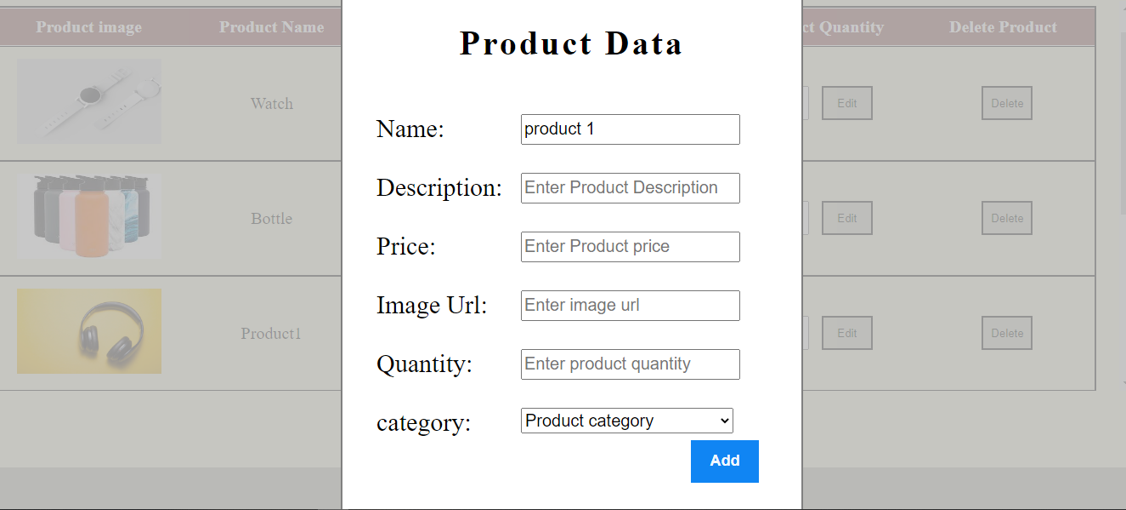 Product Data
Product image Product Name ct Quantity Delete Product
Name: product 1
Watch Edit Delete
Description: Enter Product Description
Bottle Edit Delete
Price: Enter Product price
Image Url: Enter image url
Product1 Edit Delete
Quantity: Enter product quantity
category: Product category
Add